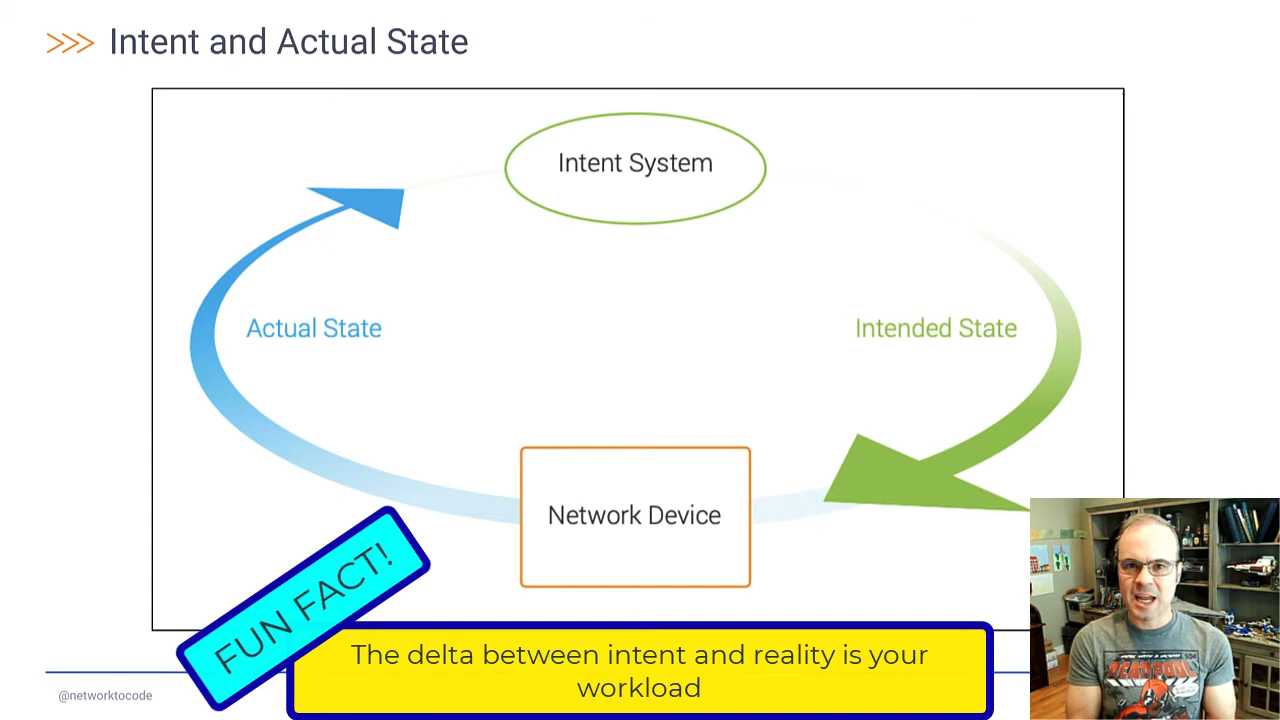 >>> Intent and Actual State
Intent System
Actual State
Intended State
Network Device
FUN FACT!
The delta between intent and reality is your
workload
@networktocode
DEADPOOL